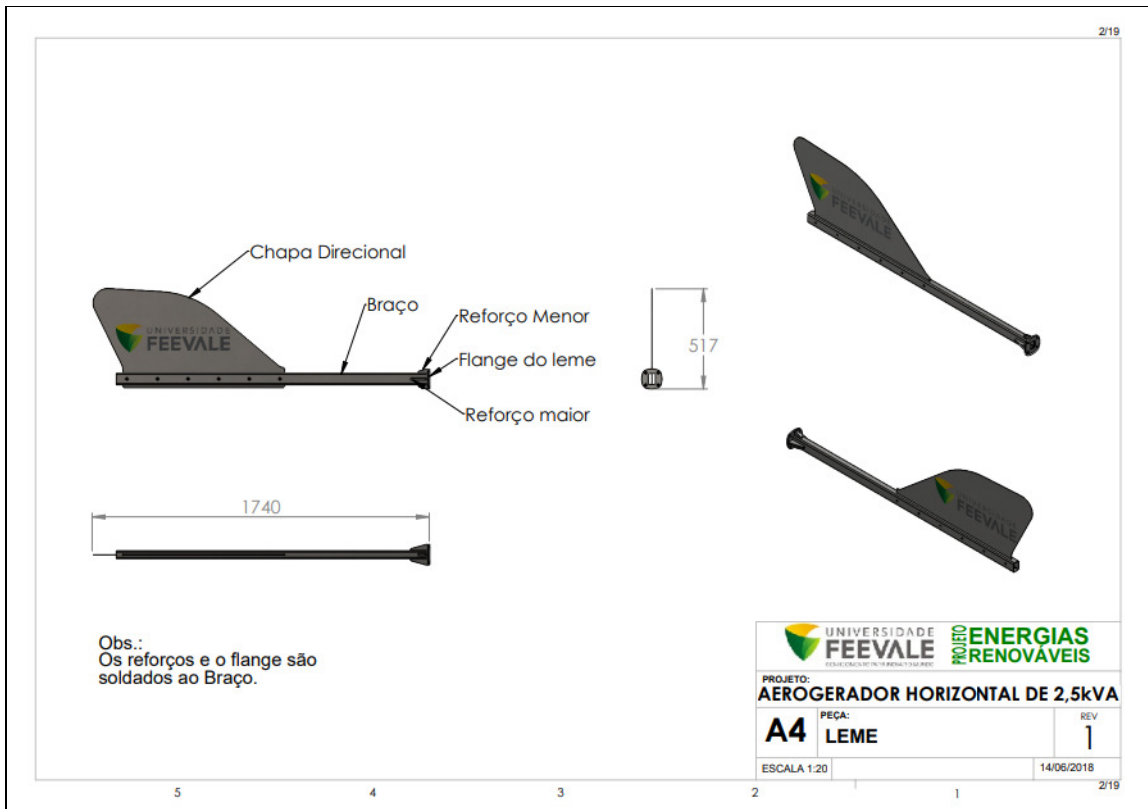 2/19
Chapa Direcional
Braço
Reforço Menor
Flange do leme
Reforço maior
UNIVERSIDADE
FEEVALE
517
1740
UNIVERSIDADE
FEEVALE
UNIVERSIDADE
FEEVALE
Obs.:
Os reforços e o flange são
soldados ao Braço.
UNIVERSIDADE
FEEVALE
PROJETO
ENERGIAS
RENOVÁVEIS
PROJETO:
AEROGERADOR HORIZONTAL DE 2,5kVA
A4
PEÇA:
LEME
REV
1
ESCALA 1:20
14/06/2018
5
4
3
2
1
2/19